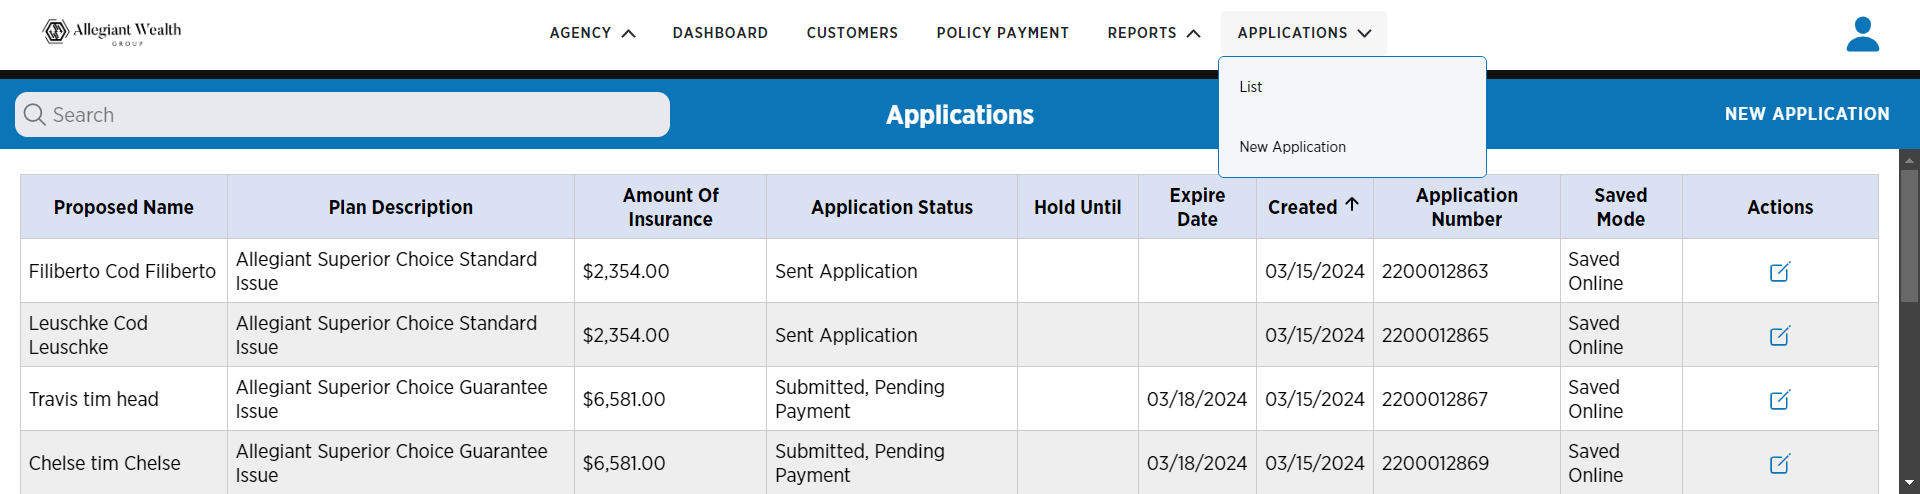 Allegiant Wealth
GROUP
AGENCY DASHBOARD CUSTOMERS POLICY PAYMENT REPORTS APPLICATIONS
List
New Application
Search
Applications
NEW APPLICATION
Proposed Name Plan Description Amount Of Insurance Application Status Hold Until Expire Date Created Application Number Saved Mode Actions
Filiberto Cod Filiberto Allegiant Superior Choice Standard Issue $2,354.00 Sent Application 03/15/2024 2200012863 Saved Online
Leuschke Cod Leuschke Allegiant Superior Choice Standard Issue $2,354.00 Sent Application 03/15/2024 2200012865 Saved Online
Travis tim head Allegiant Superior Choice Guarantee Issue $6,581.00 Submitted, Pending Payment 03/18/2024 03/15/2024 2200012867 Saved Online
Chelse tim Chelse Allegiant Superior Choice Guarantee Issue $6,581.00 Submitted, Pending Payment 03/18/2024 03/15/2024 2200012869 Saved Online